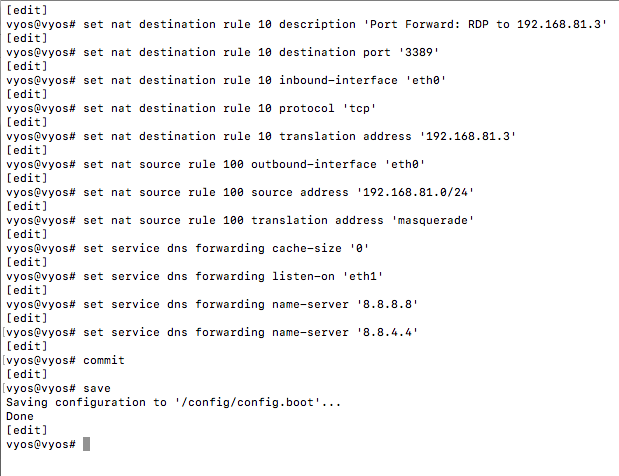 [edit]
vyos@vyos# set nat destination rule 10 description 'Port Forward: RDP to 192.168.81.3'
[edit]
vyos@vyos# set nat destination rule 10 destination port '3389'
[edit]
vyos@vyos# set nat destination rule 10 inbound-interface 'eth0'
[edit]
vyos@vyos# set nat destination rule 10 protocol 'tcp'
[edit]
vyos@vyos# set nat destination rule 10 translation address '192.168.81.3'
[edit]
vyos@vyos# set nat source rule 100 outbound-interface 'eth0'
[edit]
vyos@vyos# set nat source rule 100 source address '192.168.81.0/24'
[edit]
vyos@vyos# set nat source rule 100 translation address 'masquerade'
[edit]
vyos@vyos# set service dns forwarding cache-size '0'
[edit]
vyos@vyos# set service dns forwarding listen-on 'eth1'
[edit]
vyos@vyos# set service dns forwarding name-server '8.8.8.8'
[edit]
[vyos@vyos# set service dns forwarding name-server '8.8.4.4'
[edit]
[vyos@vyos# commit
[edit]
[vyos@vyos# save
Saving configuration to '/config/config.boot'...
Done
[edit]
vyos@vyos#